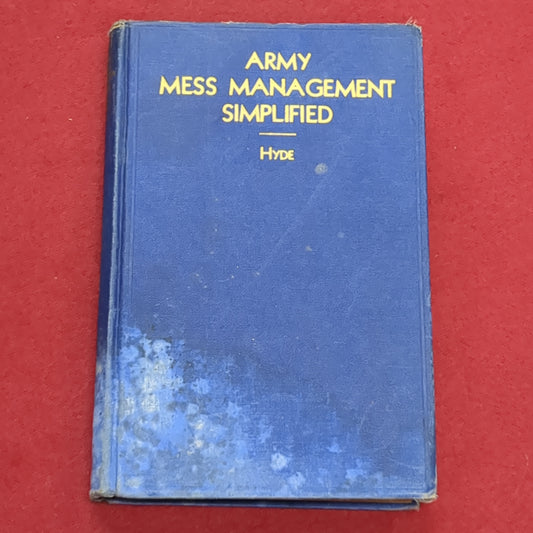 ARMY
MESS MANAGEMENT
SIMPLIFIED
HYDE